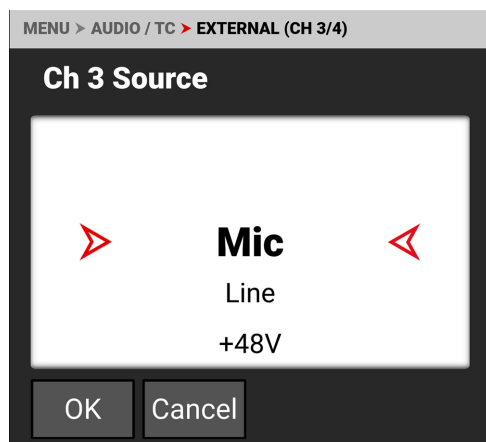 MENU > AUDIO / TC > EXTERNAL (CH 3/4)
Ch 3 Source
Mic
Line
+48V
OK Cancel